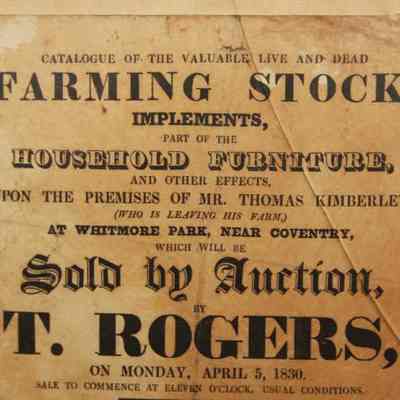 CATALOGUE OF THE VALUABLE LIVE AND DEAD
FARMING STOCK
IMPLEMENTS,
PART OF THE
HOUSEHOLD FURNITURE,
AND OTHER EFFECTS,
UPON THE PREMISES OF MR. THOMAS KIMBERLE
(WHO IS LEAVING HIS FARM,)
AT WHITMORE PARK, NEAR COVENTRY,
WHICH WILL BE
Sold by Auction,
BY
T. ROGERS,
ON MONDAY, APRIL 5, 1830.
SALE TO COMMENCE AT ELEVEN O'CLOCK, USUAL CONDITIONS.